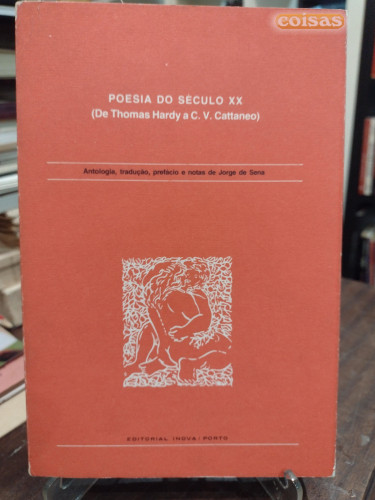 coisas
POESIA DO SÉCULO XX
(De Thomas Hardy a C. V. Cattaneo)
Antologia, tradução, prefácio e notas de Jorge de Sena
EDITORIAL INOVA / PORTO